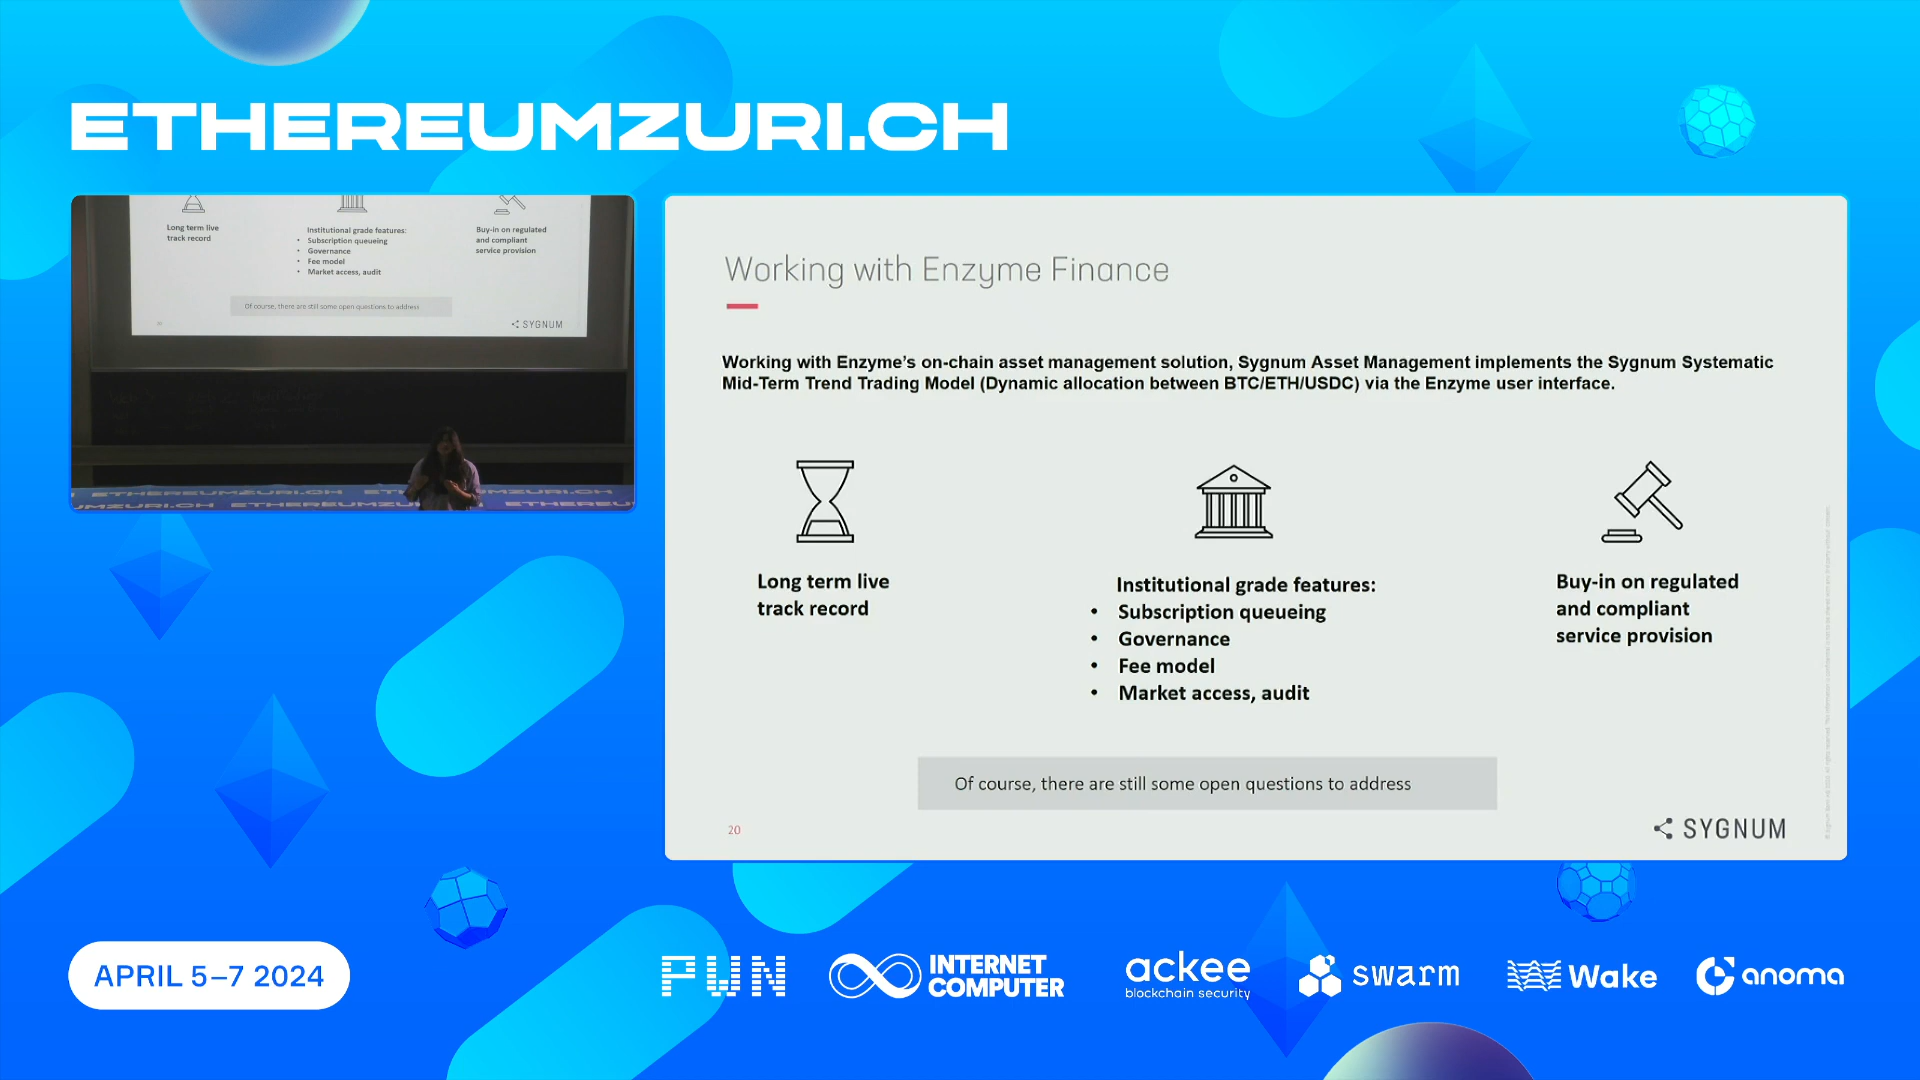 ETHEREUMZURI.CH
Long term live
track record
Institutional grade features:
• Subscription queueing
• Governance
• Fee model
• Market access, audit
Buy-in on regulated
and compliant
service provision
Of course, there are still some open questions to address
SYGNUM
ETHEREUMZURI.CH
Working with Enzyme Finance
Working with Enzyme’s on-chain asset management solution, Sygnum Asset Management implements the Sygnum Systematic
Mid-Term Trend Trading Model (Dynamic allocation between BTC/ETH/USDC) via the Enzyme user interface.
Long term live
track record
Institutional grade features:
• Subscription queueing
• Governance
• Fee model
• Market access, audit
Buy-in on regulated
and compliant
service provision
Of course, there are still some open questions to address
20
SYGNUM
APRIL 5–7 2024
PWN
INTERNET
COMPUTER
ackee
blockchain security
swarm
Wake
anoma